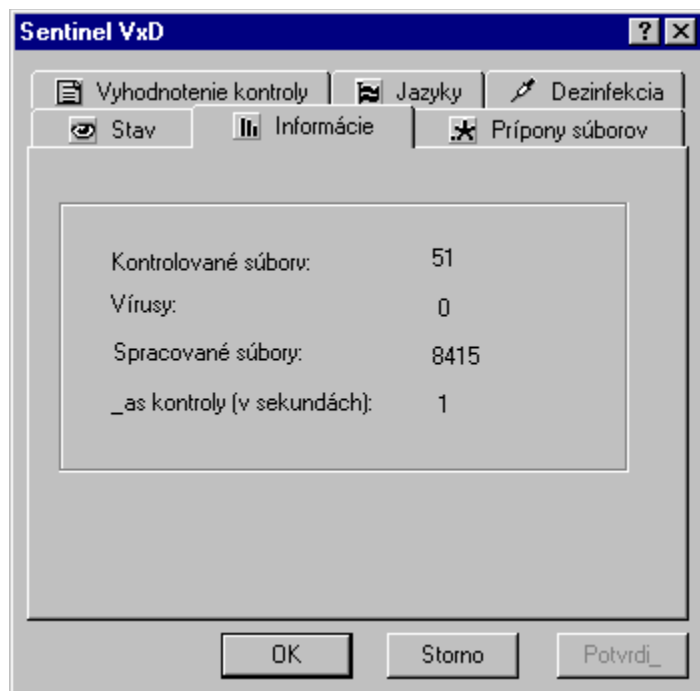 Sentinel VxD
Vyhodnotenie kontroly
Jazyky
Dezinfekcia
Stav
Informácie
.* Prípony súborov
Kontrolované súbory: 51
Vírusy: 0
Spracované súbory: 8415
_as kontroly (v sekundách): 1
OK
Storno
Potvrdi_